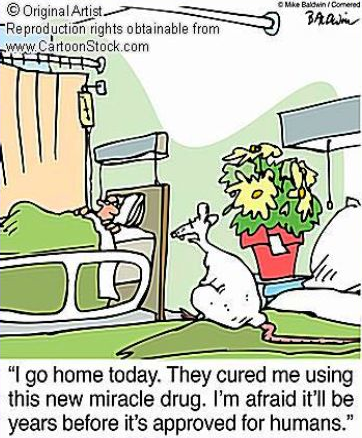 © Original Artist
Reproduction rights obtainable from
www.CartoonStock.com
© Mike Baldwin / Cornered
BALDWIN
"I go home today. They cured me using
this new miracle drug. I'm afraid it'll be
years before it's approved for humans."